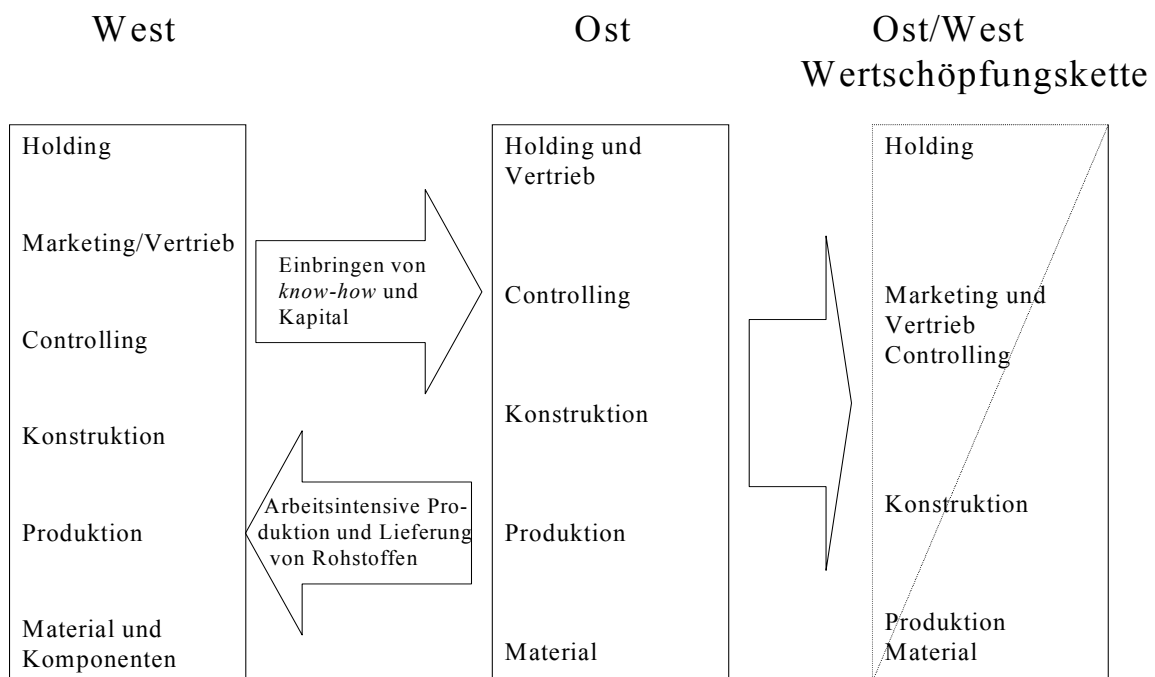 West
Ost
Ost/West
Wertschöpfungskette
Holding
Marketing/Vertrieb
Controlling
Konstruktion
Produktion
Material und
Komponenten
Einbringen von
know-how und
Kapital
Arbeitsintensive Pro-
duktion und Lieferung
von Rohstoffen
Holding und
Vertrieb
Controlling
Konstruktion
Produktion
Material
Holding
Marketing und
Vertrieb
Controlling
Konstruktion
Produktion
Material